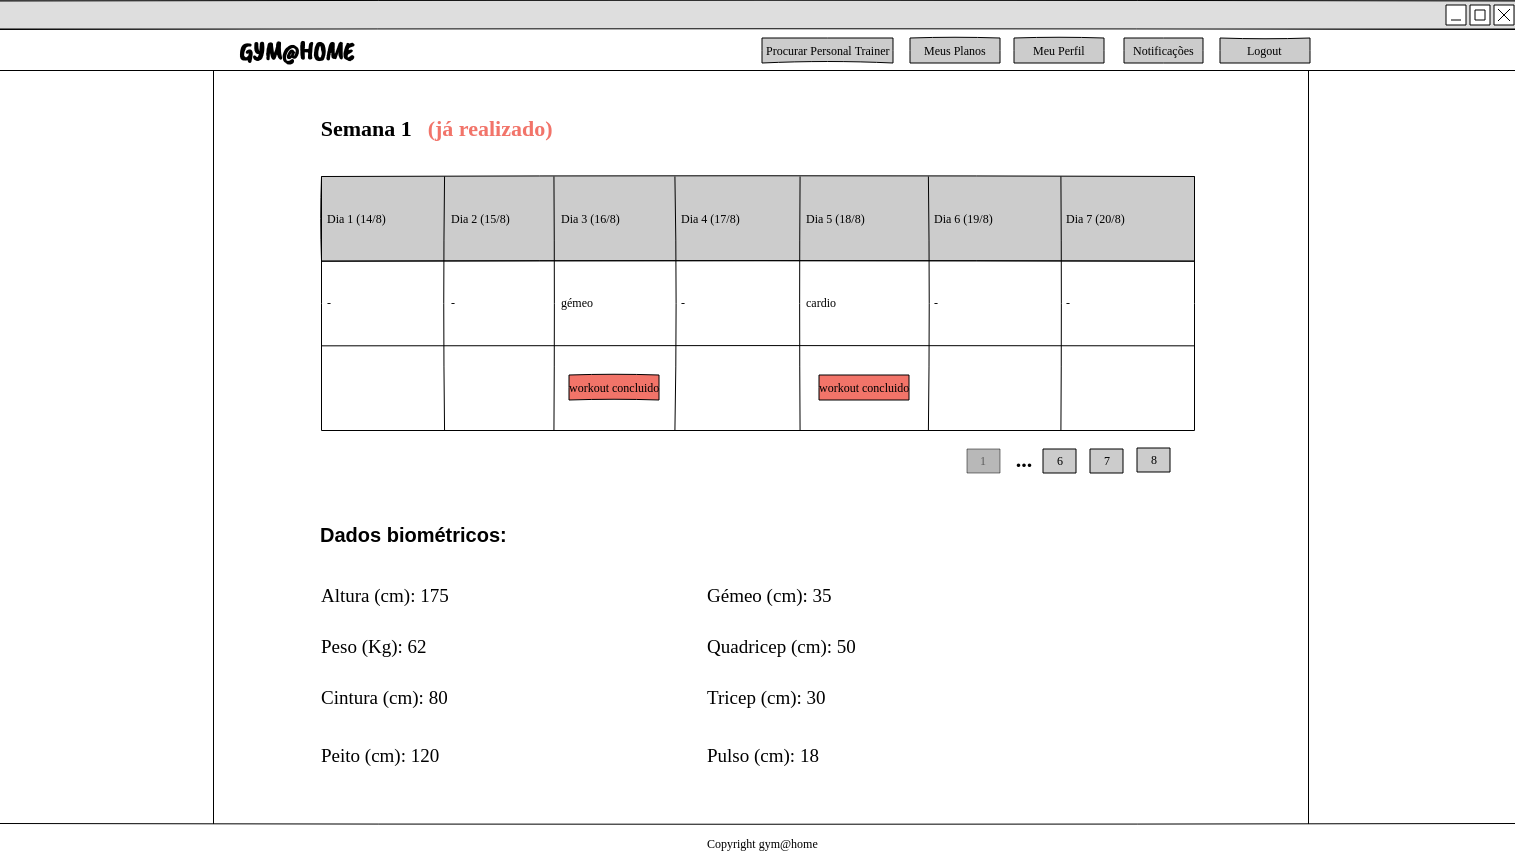 GYM@HOME
Procurar Personal Trainer
Meus Planos
Meu Perfil
Notificações
Logout
Semana 1 (já realizado)
Dia 1 (14/8)
Dia 2 (15/8)
Dia 3 (16/8)
Dia 4 (17/8)
Dia 5 (18/8)
Dia 6 (19/8)
Dia 7 (20/8)
-
-
gémeo
-
cardio
-
-
workout concluido
workout concluido
1
...
6
7
8
Dados biométricos:
Altura (cm): 175
Gémeo (cm): 35
Peso (Kg): 62
Quadricep (cm): 50
Cintura (cm): 80
Tricep (cm): 30
Peito (cm): 120
Pulso (cm): 18
Copyright gym@home